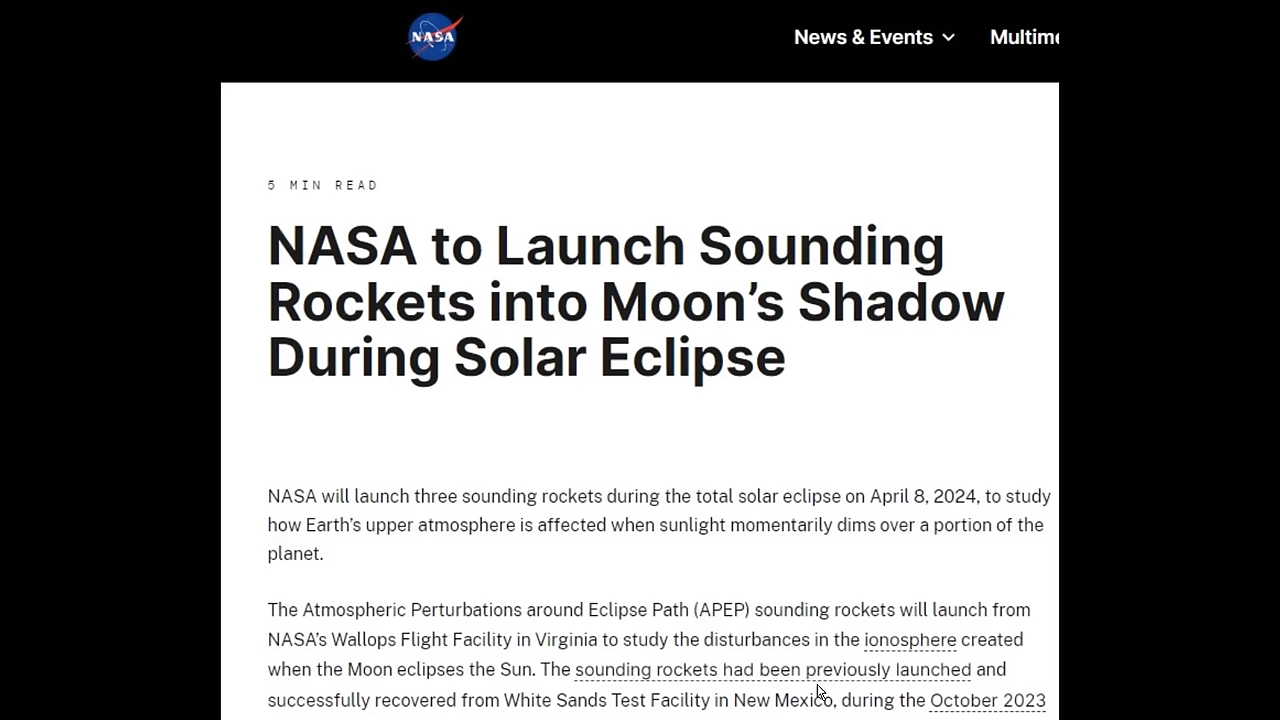 NASA
News & Events
5 MIN READ
NASA to Launch Sounding
Rockets into Moon’s Shadow
During Solar Eclipse
NASA will launch three sounding rockets during the total solar eclipse on April 8, 2024, to study
how Earth’s upper atmosphere is affected when sunlight momentarily dims over a portion of the
planet.
The Atmospheric Perturbations around Eclipse Path (APEP) sounding rockets will launch from
NASA’s Wallops Flight Facility in Virginia to study the disturbances in the ionosphere created
when the Moon eclipses the Sun. The sounding rockets had been previously launched and
successfully recovered from White Sands Test Facility in New Mexico, during the October 2023